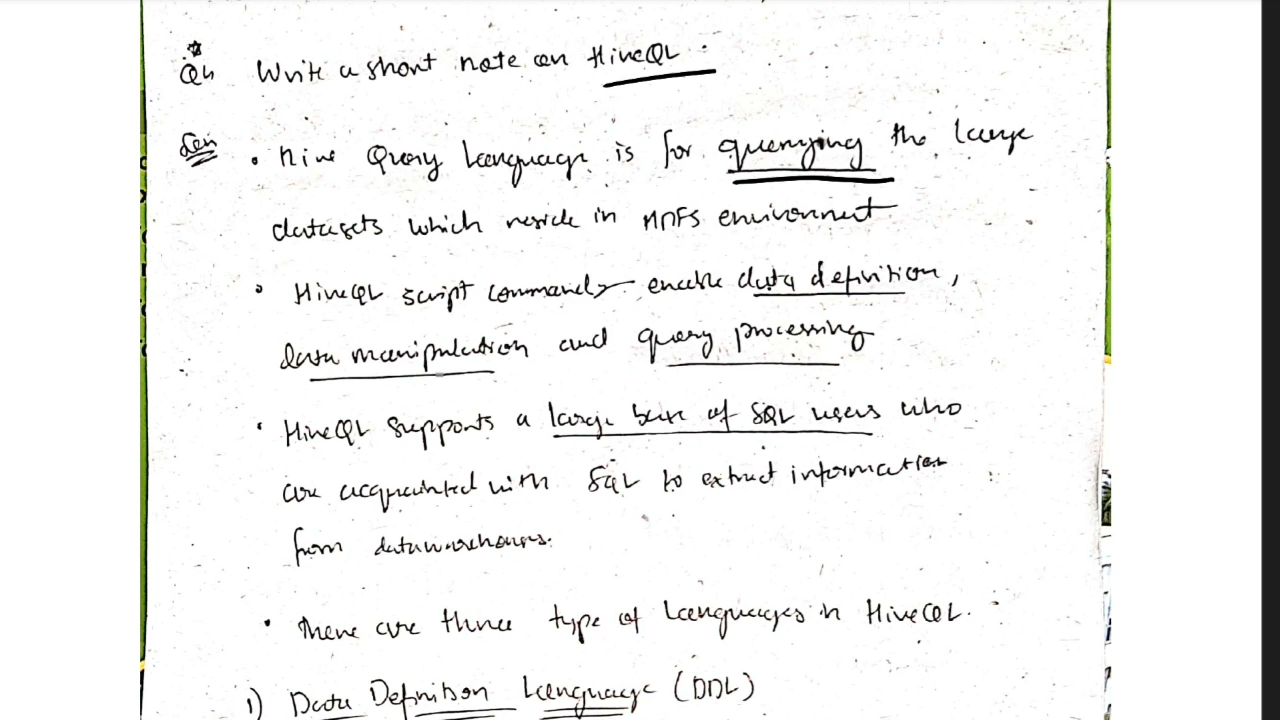 Q4 Write a short note on HiveQL.
Soln • Hive Query Language is for querying the large
datasets which reside in HDFS environment
• HiveQL script commands enable data definition,
data manipulation and query processing
• HiveQL supports a large base of SQL users who
are acquainted with SQL to extract information
from datawarehouses.
• There are three type of Languages in HiveQL.
1) Data Definition Language (DDL)